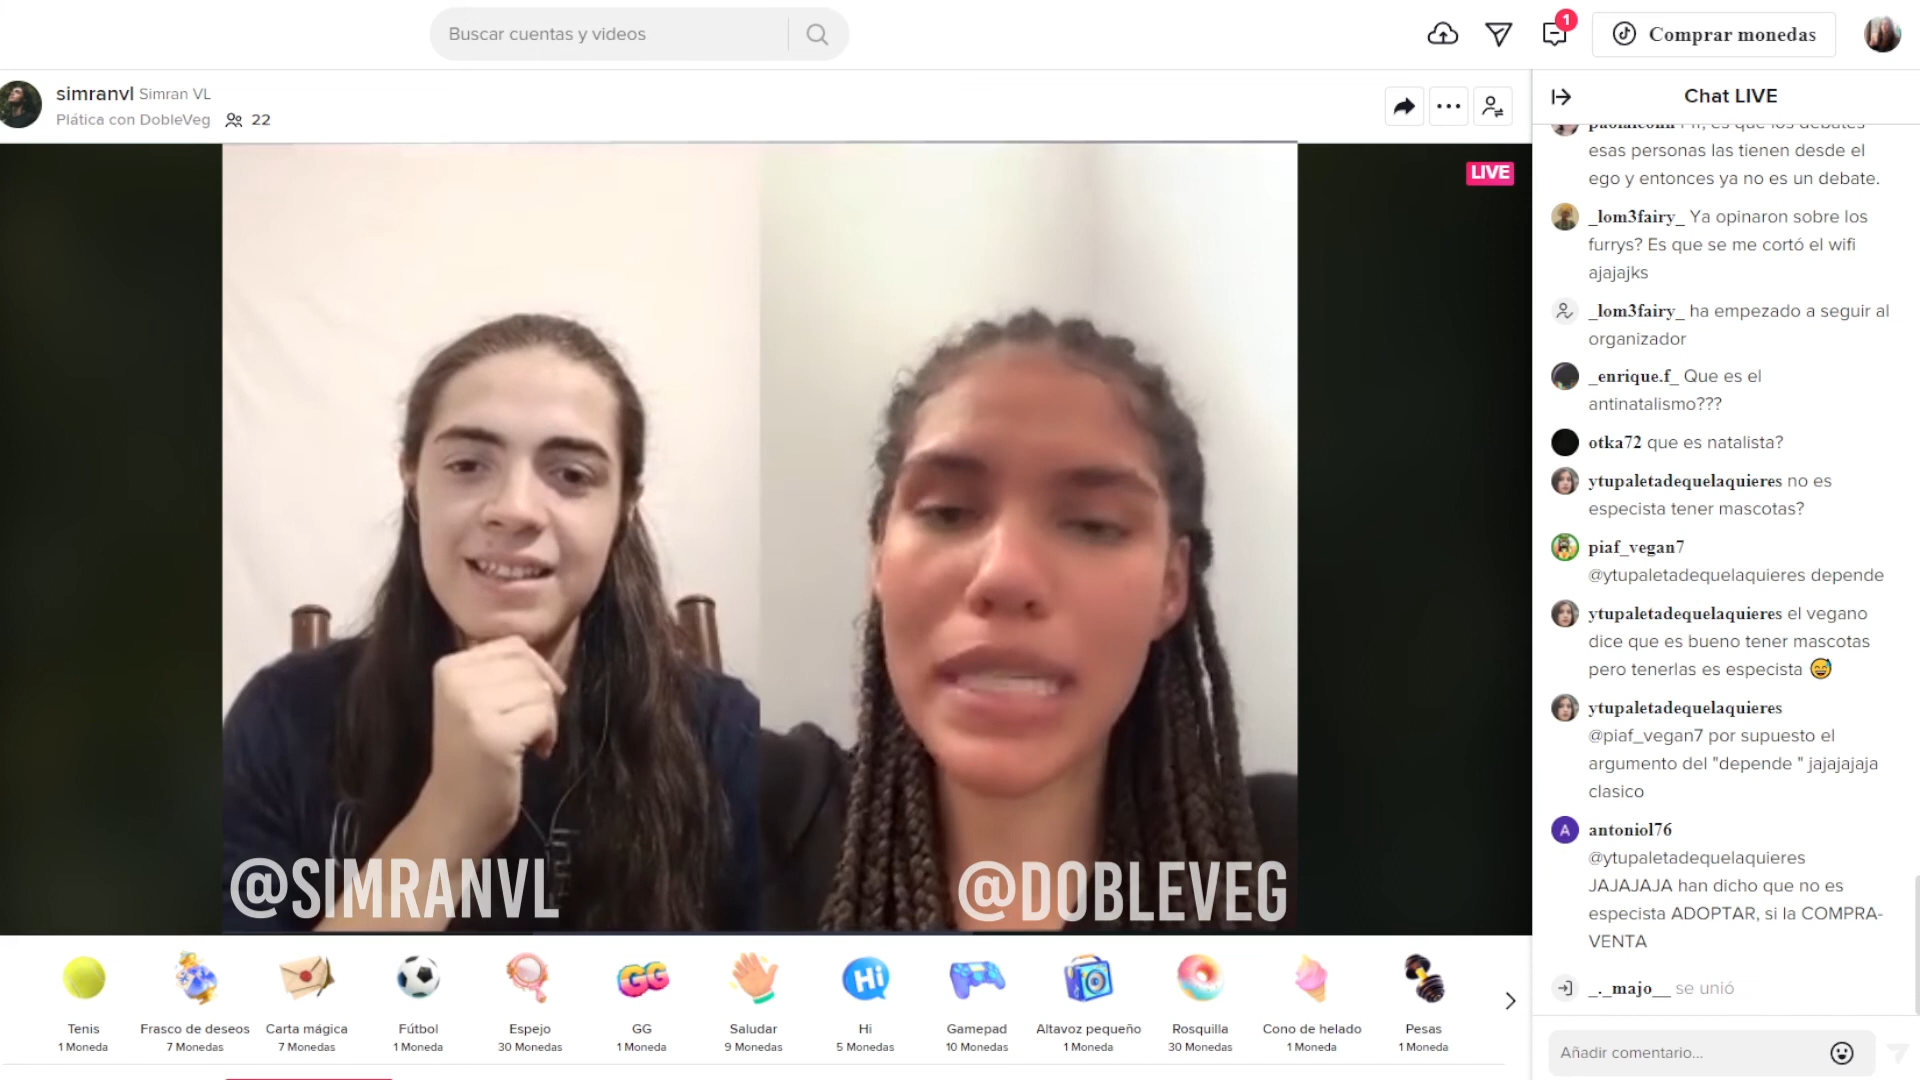 Buscar cuentas y videos
1
Comprar monedas
simranvl Simran VL
Plática con DobleVeg 22
LIVE
@SIMRANVL
@DOBLEVEG
Tenis
1 Moneda
Frasco de deseos
7 Monedas
Carta mágica
7 Monedas
Fútbol
1 Moneda
Espejo
30 Monedas
GG
GG
1 Moneda
Saludar
9 Monedas
Hi
Hi
5 Monedas
Gamepad
10 Monedas
Altavoz pequeño
1 Moneda
Rosquilla
30 Monedas
Cono de helado
1 Moneda
Pesas
1 Moneda
Chat LIVE
es que los debates
esas personas las tienen desde el
ego y entonces ya no es un debate.
_lom3fairy_ Ya opinaron sobre los
furrys? Es que se me cortó el wifi
ajajajks
_lom3fairy_ ha empezado a seguir al
organizador
_enrique.f_ Que es el
antinatalismo???
otka72 que es natalista?
ytupaletadequelaquieres no es
especista tener mascotas?
piaf_vegan7
@ytupaletadequelaquieres depende
ytupaletadequelaquieres el vegano
dice que es bueno tener mascotas
pero tenerlas es especista 😅
ytupaletadequelaquieres
@piaf_vegan7 por supuesto el
argumento del "depende " jajajajaja
clasico
A antoniol76
@ytupaletadequelaquieres
JAJAJAJA han dicho que no es
especista ADOPTAR, si la COMPRA-
VENTA
_._majo__ se unió
Añadir comentario...